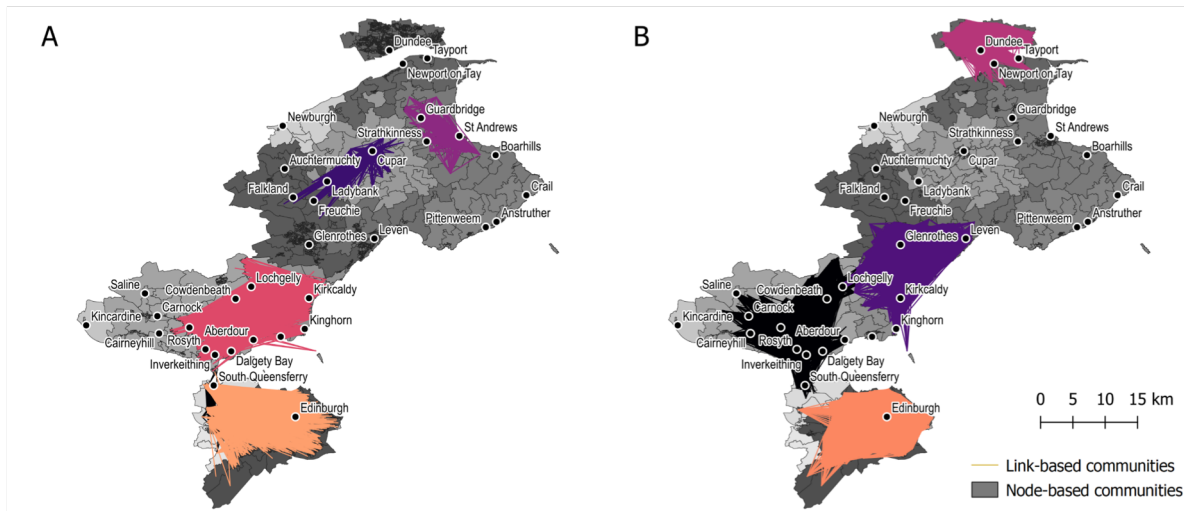 A
Dundee
Tayport
Newport on Tay
Guardbridge
Newburgh
Strathkinness
St Andrews
Boarhills
Cupar
Auchtermuchty
Crail
Falkland
Ladybank
Freuchie
Anstruther
Pittenweem
Leven
Glenrothes
Lochgelly
Saline
Cowdenbeath
Kirkcaldy
Carnock
Kincardine
Aberdour
Kinghorn
Cairneyhill
Rosyth
Inverkeithing
Dalgety Bay
South Queensferry
Edinburgh
B
Dundee
Tayport
Newport on Tay
Guardbridge
Newburgh
Strathkinness
St Andrews
Boarhills
Cupar
Auchtermuchty
Crail
Falkland
Ladybank
Freuchie
Anstruther
Pittenweem
Leven
Glenrothes
Lochgelly
Saline
Cowdenbeath
Kirkcaldy
Carnock
Kincardine
Aberdour
Kinghorn
Cairneyhill
Rosyth
Inverkeithing
Dalgety Bay
South Queensferry
Edinburgh
0 5 10 15 km
Link-based communities
Node-based communities